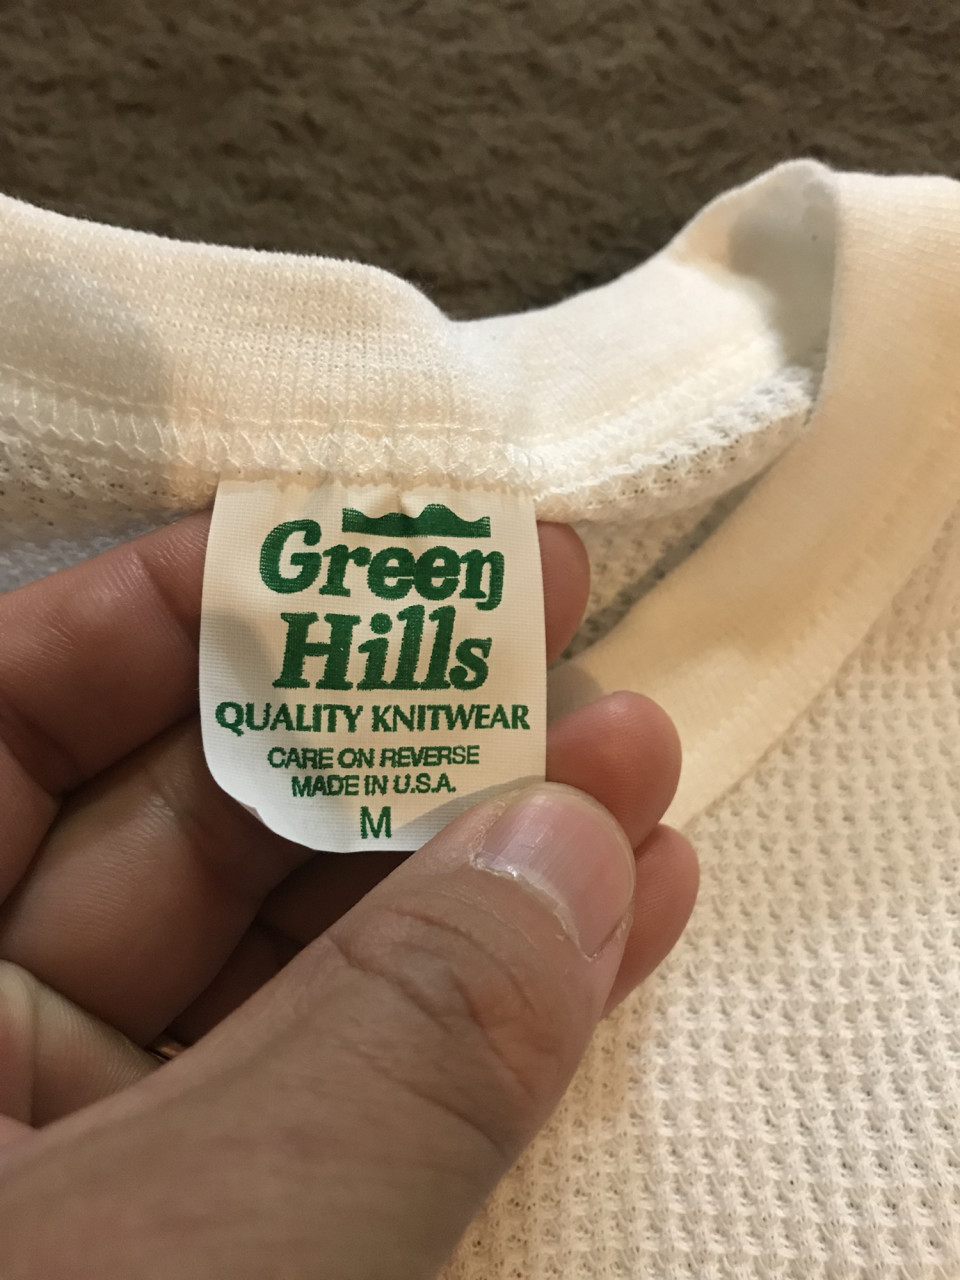 Green
Hills
QUALITY KNITWEAR
CARE ON REVERSE
MADE IN U.S.A.
M